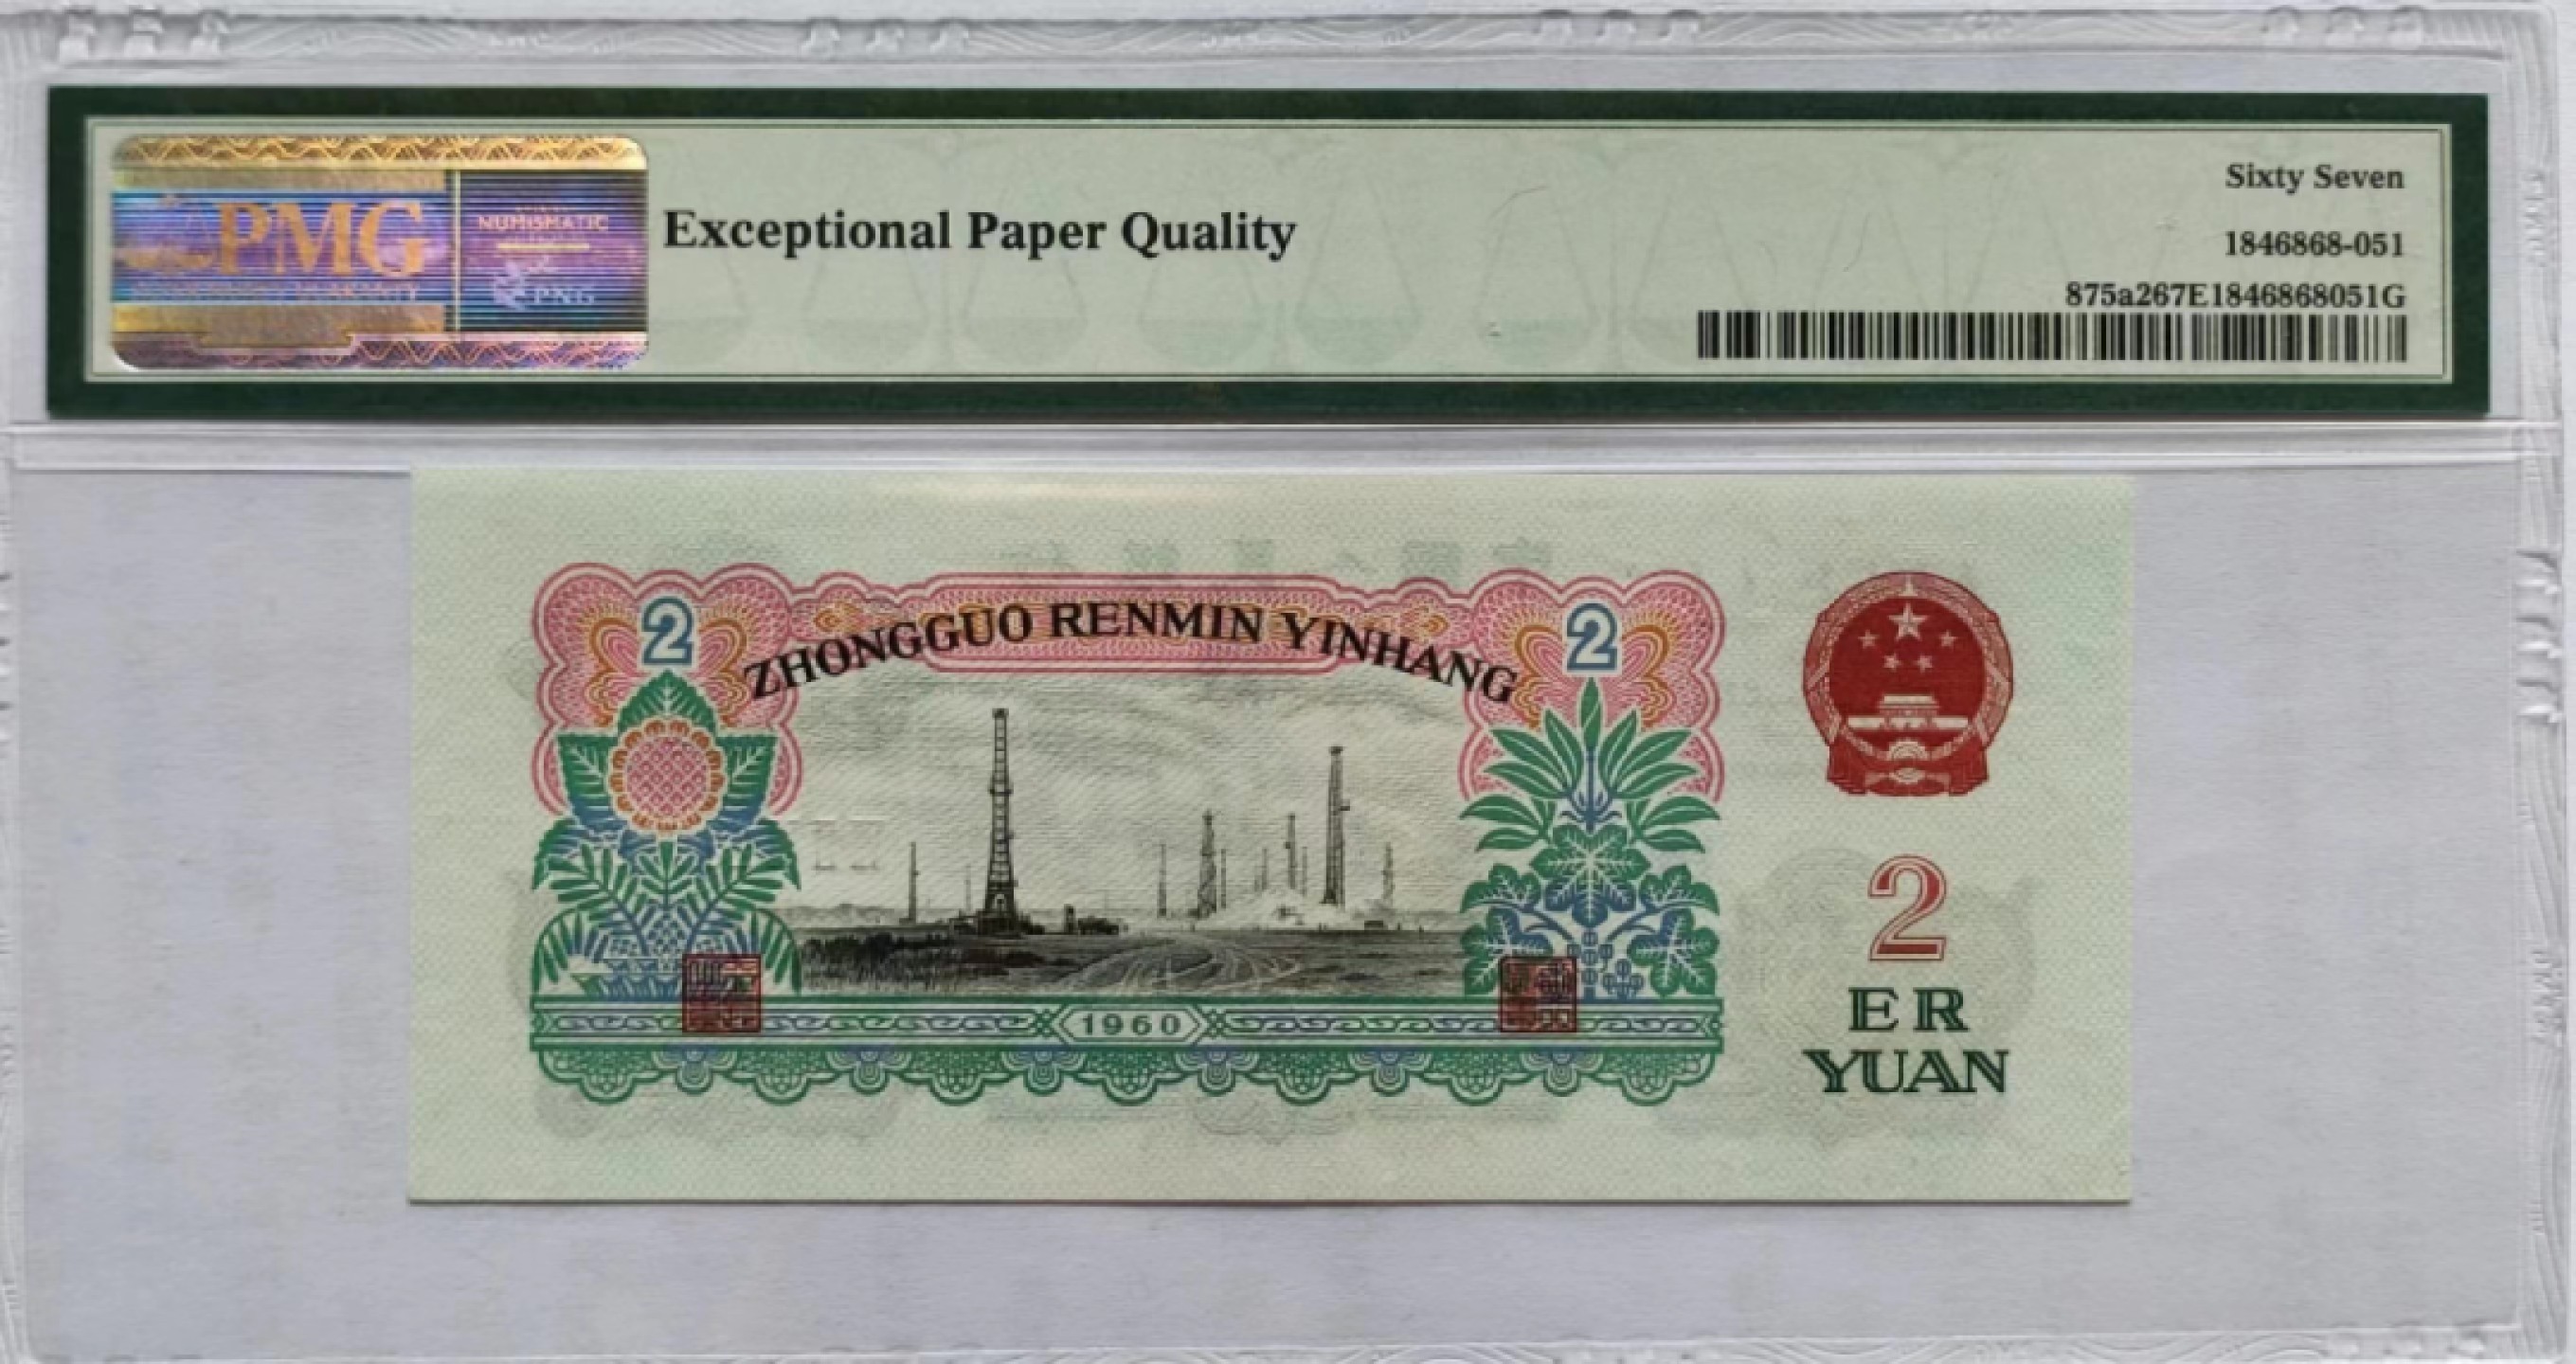 PMG
NUMISMATIC
PNG
Exceptional Paper Quality
Sixty Seven
1846868-051
875a267E1846868051G
2
2
ZHONGGUO RENMIN YINHANG
1960
2
ER
YUAN